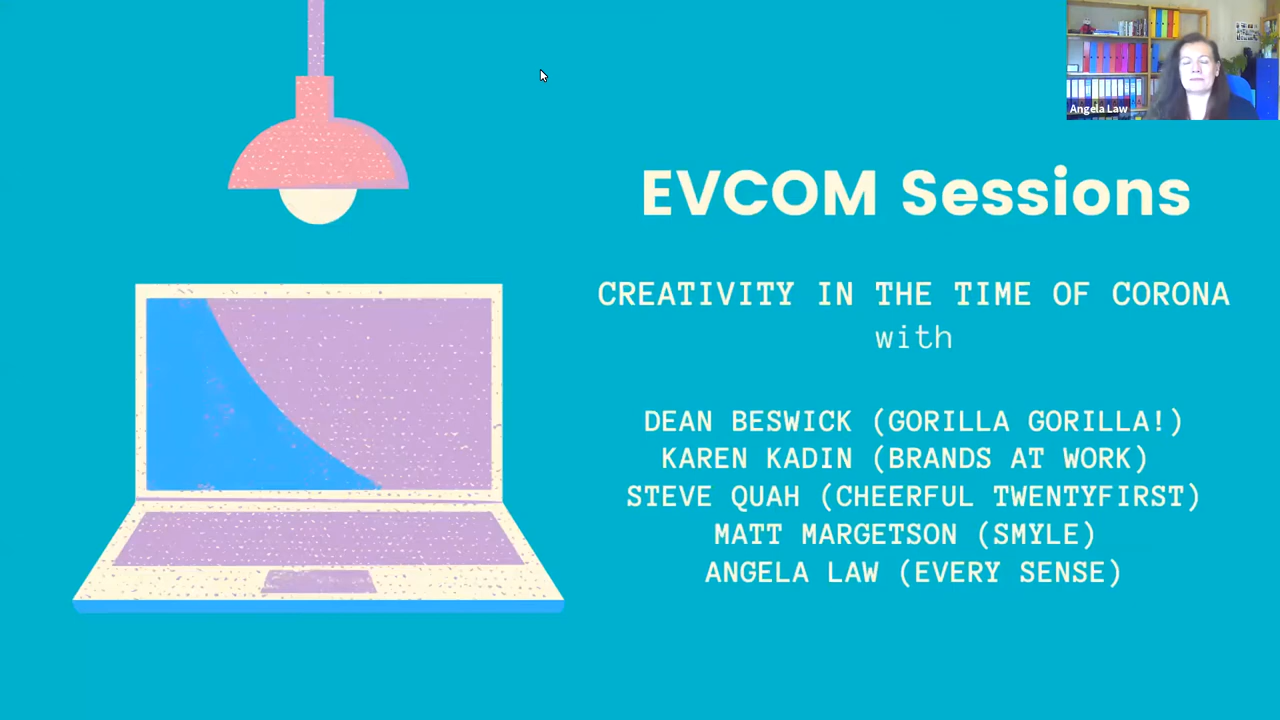 Angela Law
EVCOM Sessions
CREATIVITY IN THE TIME OF CORONA
with
DEAN BESWICK (GORILLA GORILLA!)
KAREN KADIN (BRANDS AT WORK)
STEVE QUAH (CHEERFUL TWENTYFIRST)
MATT MARGETSON (SMYLE)
ANGELA LAW (EVERY SENSE)